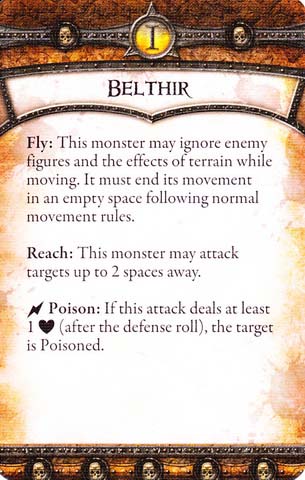 I
BELTHIR
Fly: This monster may ignore enemy
figures and the effects of terrain while
moving. It must end its movement
in an empty space following normal
movement rules.
Reach: This monster may attack
targets up to 2 spaces away.
Poison: If this attack deals at least
1 ♥ (after the defense roll), the target
is Poisoned.